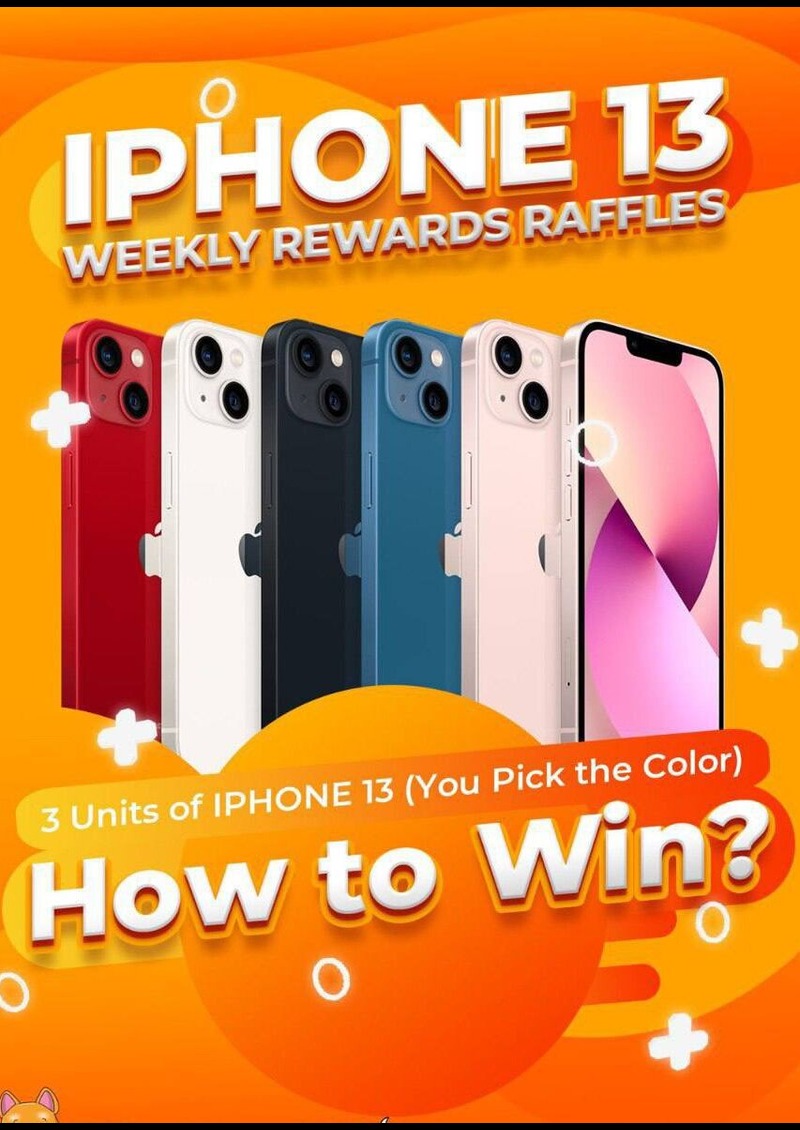 IPHONE 13
WEEKLY REWARDS RAFFLES
3 Units of IPHONE 13 (You Pick the Color)
How to Win?